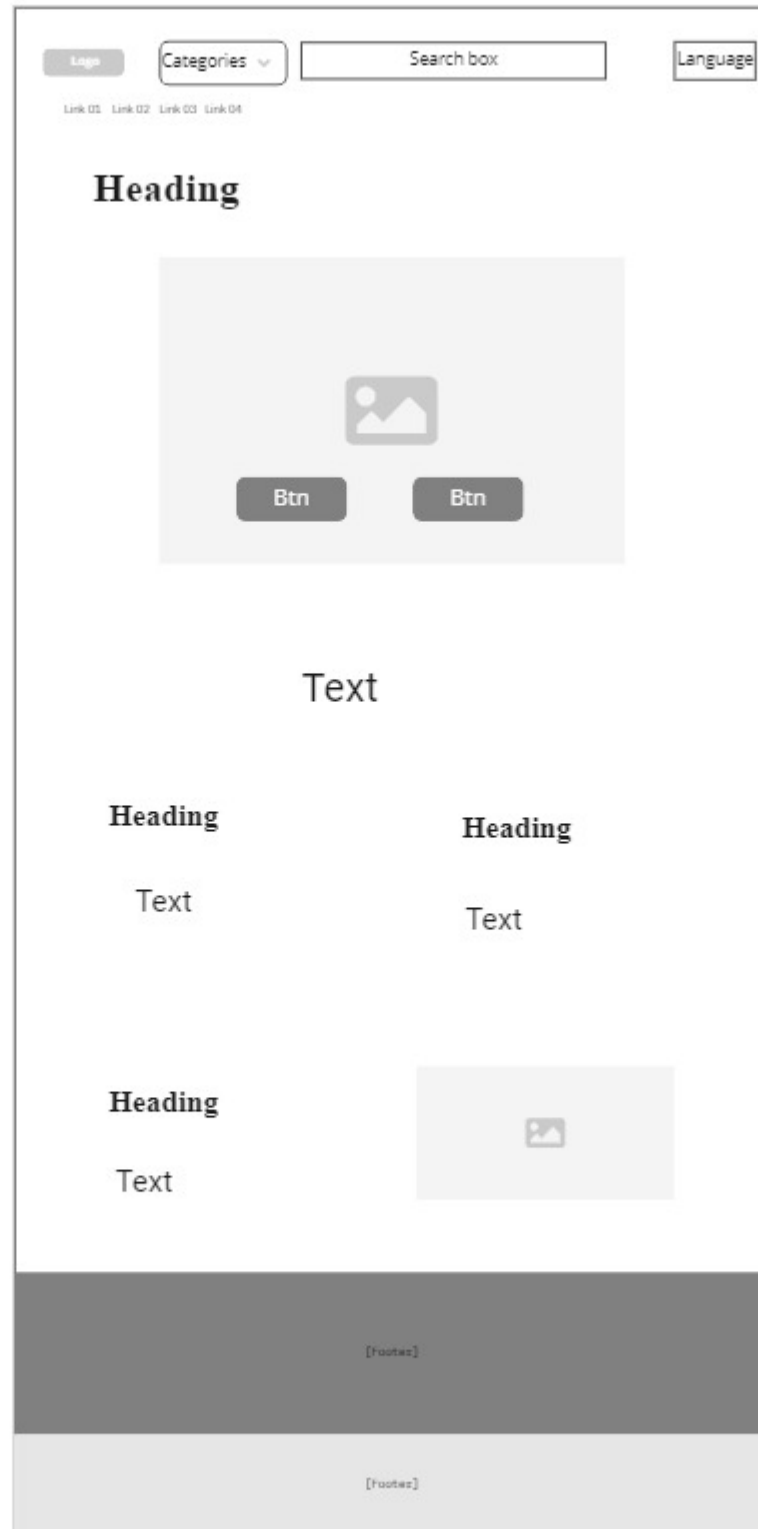 Logo
Categories
Search box
Language
Link 01 Link 02 Link 03 Link 04
Heading
Btn
Btn
Text
Heading
Heading
Text
Text
Heading
Text
[Footer]
[Footer]